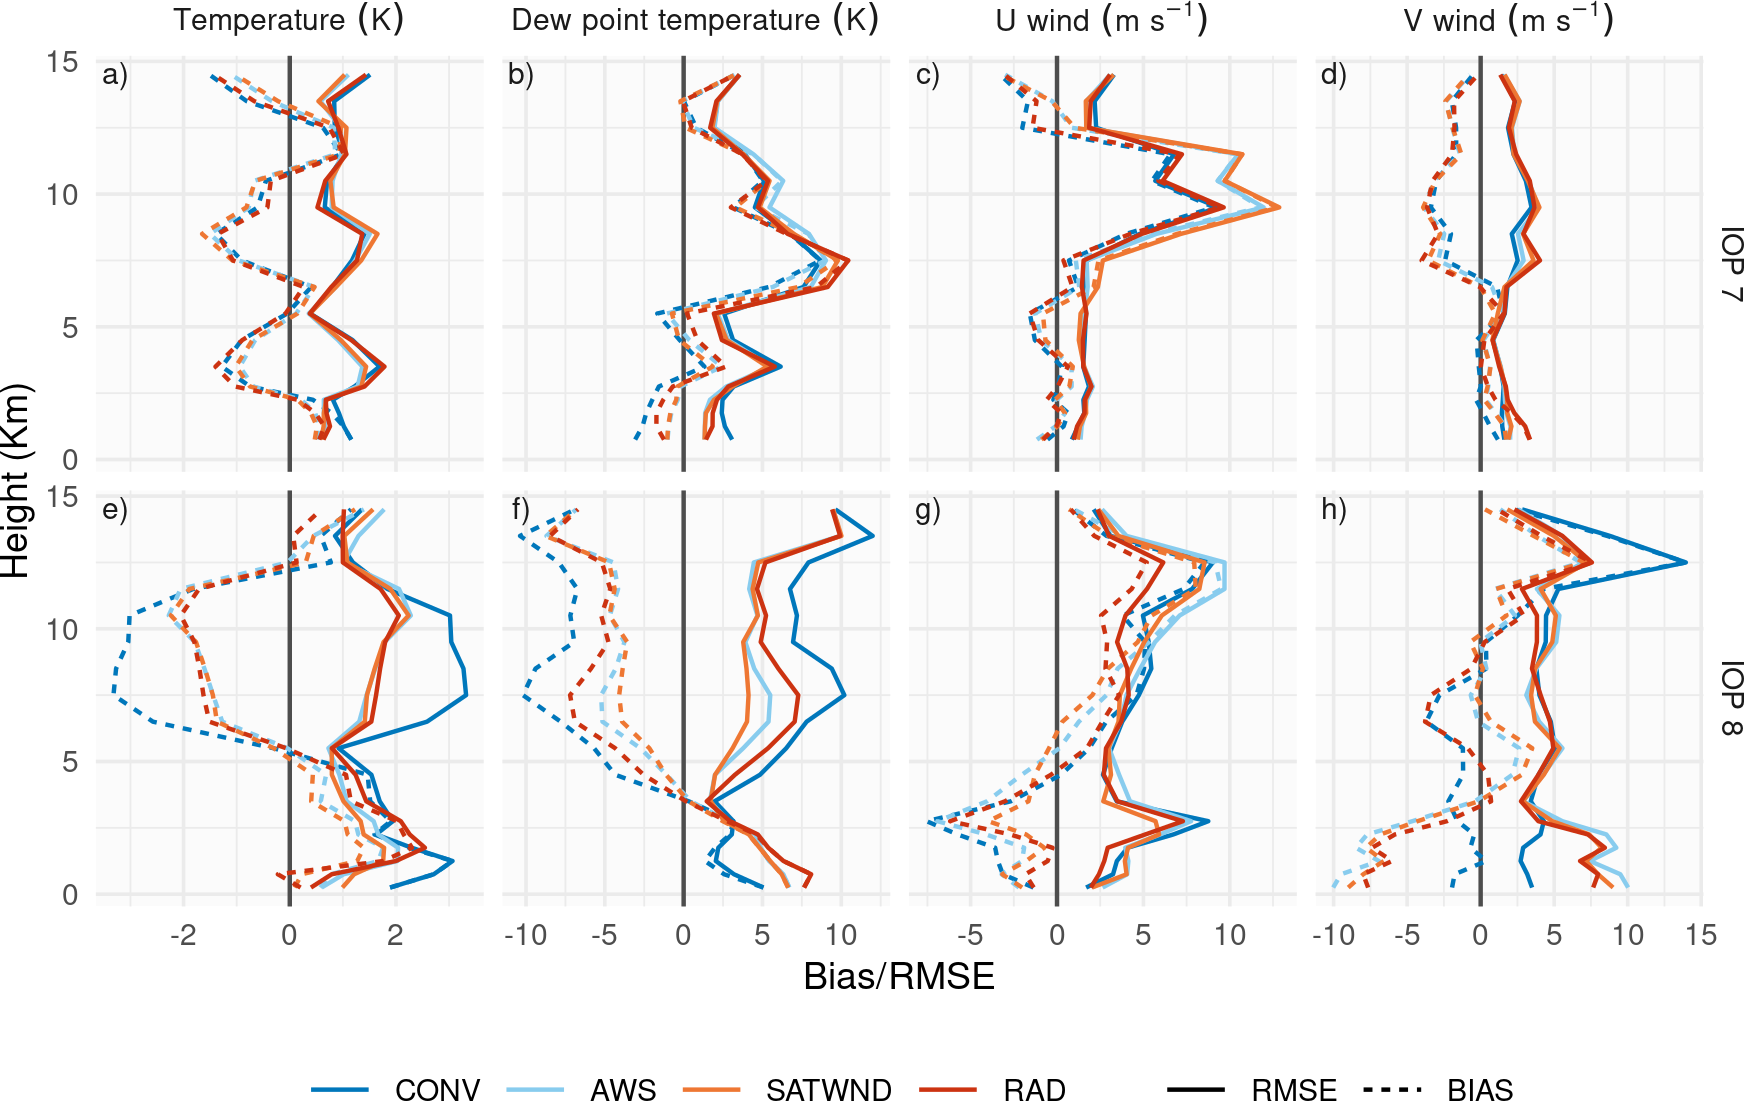 Temperature (K)
Dew point temperature (K)
U wind (m s⁻¹)
V wind (m s⁻¹)
a)
b)
c)
d)
15
10
5
0
IOP 7
e)
f)
g)
h)
15
10
5
0
IOP 8
Height (Km)
-2 0 2
-10 -5 0 5 10
-5 0 5 10
-10 -5 0 5 10 15
Bias/RMSE
CONV AWS SATWND RAD RMSE BIAS